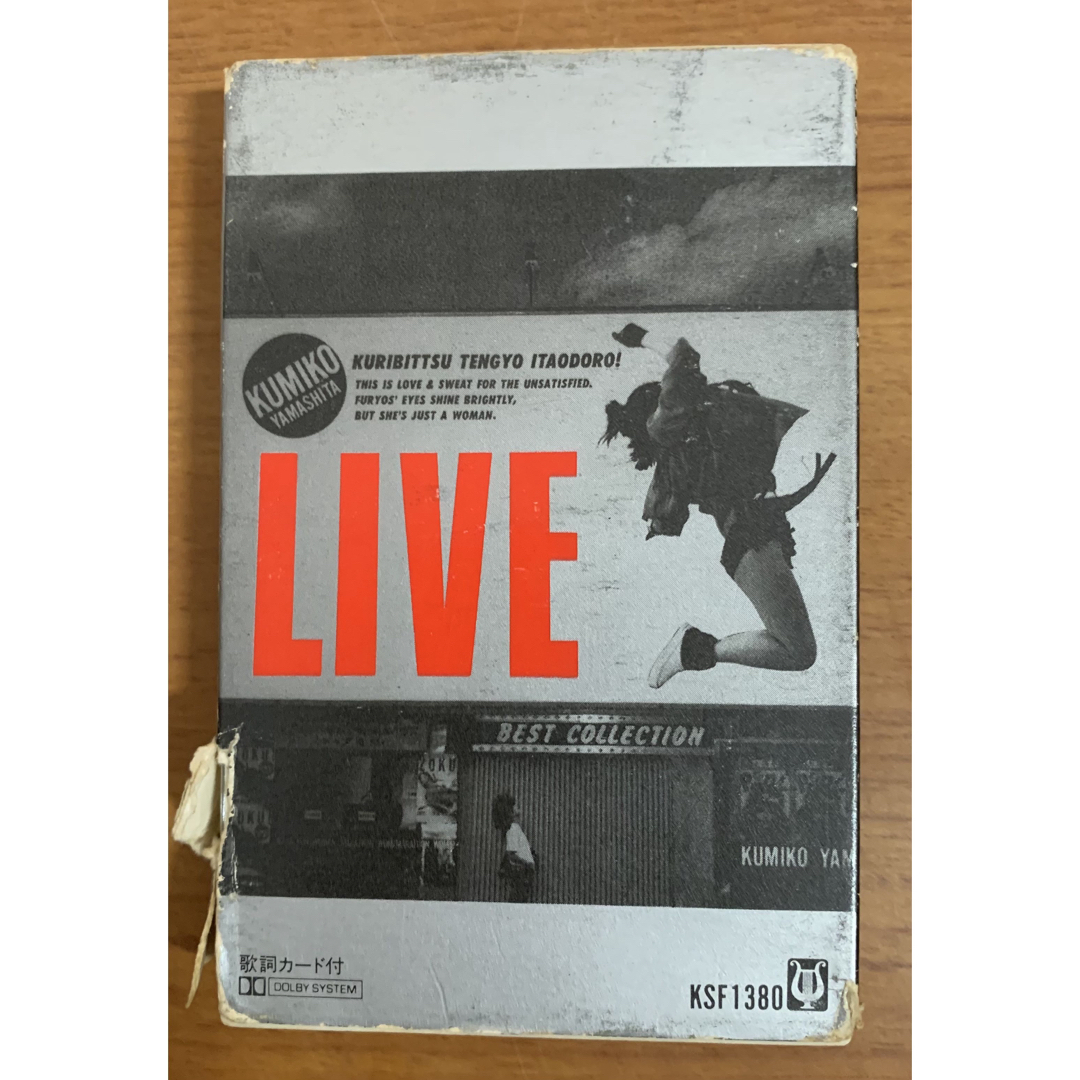 KUMIKO
YAMASHITA
KURIBITTSU TENGYO ITAODORO!
THIS IS LOVE & SWEAT FOR THE UNSATISFIED.
FURYOS' EYES SHINE BRIGHTLY,
BUT SHE'S JUST A WOMAN.
LIVE
BEST COLLECTION
ZOKU
KUMIKO YAM
歌詞カード付
DOLBY SYSTEM
KSF1380